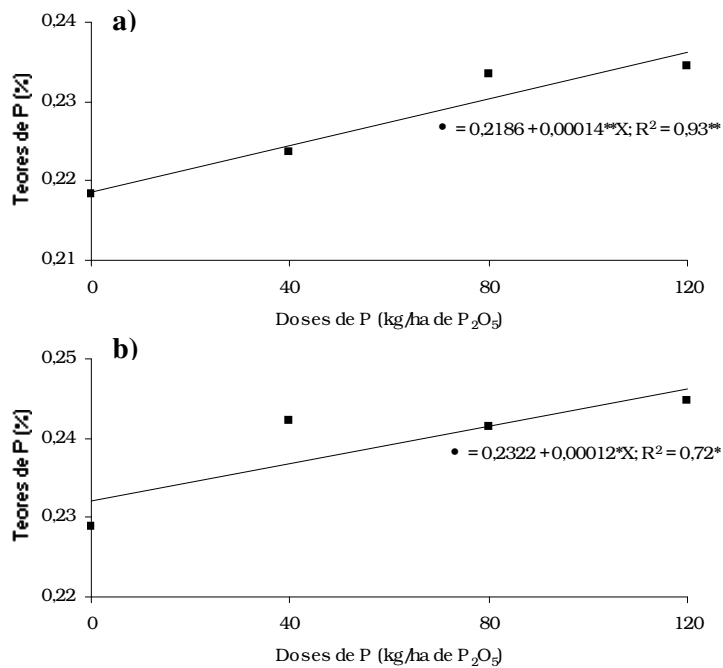 a)
Teores de P (%)
0,24
0,23
0,22
0,21
• = 0,2186 + 0,00014**X; R² = 0,93**
0 40 80 120
Doses de P (kg/ha de P₂O₅)
b)
Teores de P (%)
0,25
0,24
0,23
0,22
• = 0,2322 + 0,00012*X; R² = 0,72*
0 40 80 120
Doses de P (kg/ha de P₂O₅)